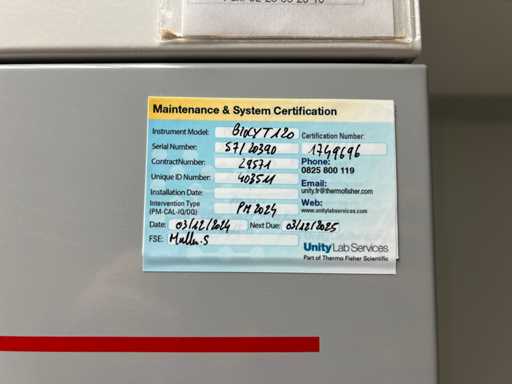 Maintenance & System Certification
Instrument Model: BIOCYT120
Certification Number:
Serial Number: S7/20390
1749696
Contract Number: L9571
Phone:
0825 800 119
Unique ID Number: 403511
Email:
unity.fr@thermofisher.com
Installation Date:
Web:
www.unitylabservices.com
Intervention Type
(PM-CAL-IQ/OQ) PM 2024
Date: 03/12/2024 Next Due: 03/12/2025
FSE:
Unity Lab Services
Part of Thermo Fisher Scientific